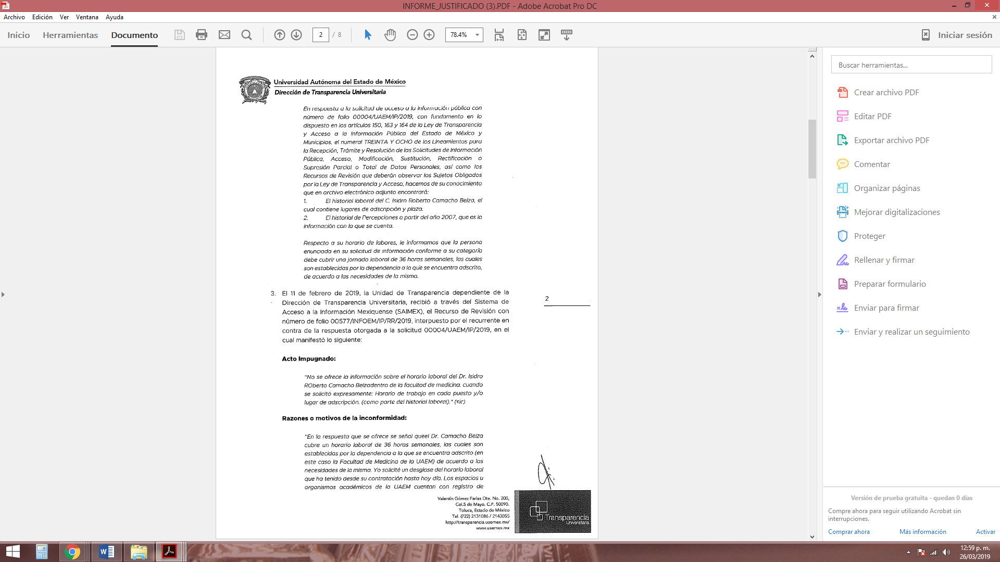 INFORME_JUSTIFICADO (3).PDF - Adobe Acrobat Pro DC
Archivo Edición Ver Ventana Ayuda
Inicio Herramientas Documento 2 / 8 78.4% Iniciar sesión
Universidad Autónoma del Estado de México
Dirección de Transparencia Universitaria
En respuesta a la solicitud de acceso a la información pública con
número de folio 00004/UAEM/IP/2019, con fundamento en lo
dispuesto en los artículos 150, 163 y 164 de la Ley de Transparencia
y Acceso a la Información Pública del Estado de México y
Municipios, el numeral TREINTA Y OCHO de los Lineamientos para
la Recepción, Trámite y Resolución de las Solicitudes de Información
Pública, Acceso, Modificación, Sustitución, Rectificación o
Supresión Parcial o Total de Datos Personales, así como los
Recursos de Revisión que deberán observar los Sujetos Obligados
por la Ley de Transparencia y Acceso, hacemos de su conocimiento
que en archivo electrónico adjunto encontrará:
1. El historial laboral del C. Isidro Roberto Camacho Beiza, el
cual contiene lugares de adscripción y plaza.
2. El historial de Percepciones a partir del año 2007, que es la
información con la que se cuenta.
Respecto a su horario de labores, le informamos que la persona
enunciada en su solicitud de información conforme a su categoría
debe cubrir una jornada laboral de 36 horas semanales, las cuales
son establecidas por la dependencia a la que se encuentra adscrito,
de acuerdo a las necesidades de la misma.
3. El 11 de febrero de 2019, la Unidad de Transparencia dependiente de la
Dirección de Transparencia Universitaria, recibió a través del Sistema de
Acceso a la Información Mexiquense (SAIMEX), el Recurso de Revisión con
número de folio 00577/INFOEM/IP/RR/2019, interpuesto por el recurrente en
contra de la respuesta otorgada a la solicitud 00004/UAEM/IP/2019, en el
cual manifestó lo siguiente:
2
Acto Impugnado:
"No se ofrece la información sobre el horario laboral del Dr. Isidro
ROberto Camacho Beizadentro de la facultad de medicina. cuando
se solicitó expresamente: Horario de trabajo en cada puesto y/o
lugar de adscripción. (como parte del historial laboral)." (sic)
Razones o motivos de la inconformidad:
"En la respuesta que se ofrece se señal queel Dr. Camacho Beiza
cubre un horario laboral de 36 horas semanales, las cuales son
establecidas por la dependencia a la que se encuentra adscrito (en
este caso la Facultad de Medicina de la UAEM) de acuerdo a las
necesidades de la misma. Yo solicité un desglose del horario laboral
que ha tenido desde su contratación hasta hoy día. Los espacios u
organismos académicos de la UAEM cuentan con registro de
Valentín Gómez Farías Ote. No. 200,
Col.5 de Mayo. C.P. 50090.
Toluca, Estado de México
Tel. (722) 2131086 / 2143055
http://transparencia.uaemex.mx/
www.uaemex.mx
Transparencia
Universitaria
Buscar herramientas...
Crear archivo PDF
Editar PDF
Exportar archivo PDF
Comentar
Organizar páginas
Mejorar digitalizaciones
Proteger
Rellenar y firmar
Preparar formulario
Enviar para firmar
Enviar y realizar un seguimiento
Versión de prueba gratuita - quedan 0 días
Compre ahora para seguir utilizando Acrobat sin
interrupciones.
Comprar ahora Más información Activar
12:59 p. m.
26/03/2019